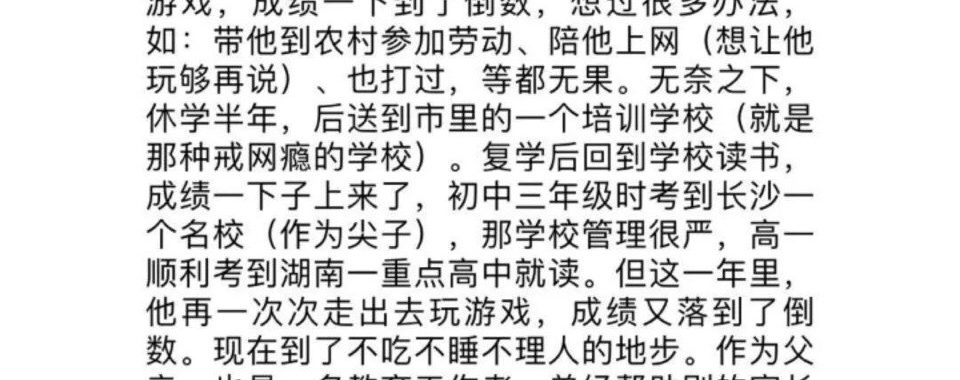 游戏，成绩一下到了倒数，想过很多办法，
如：带他到农村参加劳动、陪他上网（想让他
玩够再说）、也打过，等都无果。无奈之下，
休学半年，后送到市里的一个培训学校（就是
那种戒网瘾的学校）。复学后回到学校读书，
成绩一下子上来了，初中三年级时考到长沙一
个名校（作为尖子），那学校管理很严，高一
顺利考到湖南一重点高中就读。但这一年里，
他再一次次走出去玩游戏，成绩又落到了倒
数。现在到了不吃不睡不理人的地步。作为父